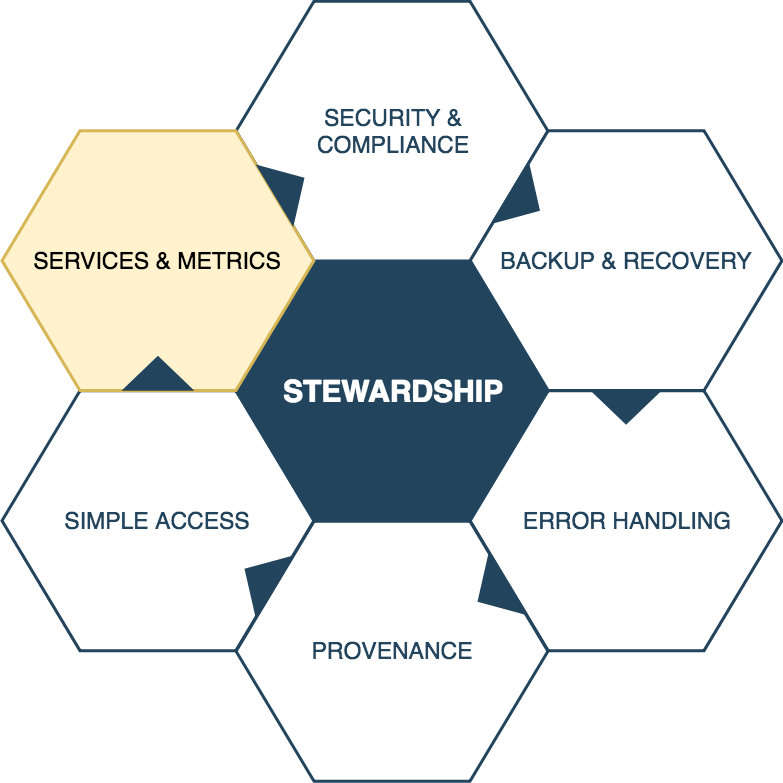 SECURITY &
COMPLIANCE
SERVICES & METRICS
BACKUP & RECOVERY
STEWARDSHIP
SIMPLE ACCESS
ERROR HANDLING
PROVENANCE